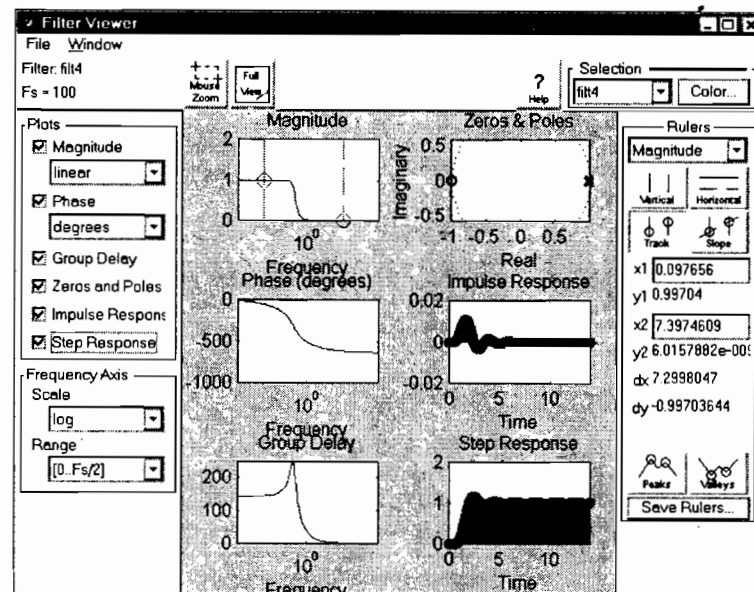 Filter Viewer
File Window
Filter: filt4
Fs = 100
Mouse Zoom
Full View
?
Help
Selection
filt4
Color...
Plots
Magnitude
linear
Phase
degrees
Group Delay
Zeros and Poles
Impulse Respons
Step Response
Frequency Axis
Scale
log
Range
[0..Fs/2]
Magnitude
2
1
0
10⁰
Frequency
Zeros & Poles
Imaginary
0.5
0
-0.5
-1 -0.5 0 0.5
Real
Phase (degrees)
0
-500
-1000
10⁰
Frequency
Impulse Response
0.02
0
-0.02
0 5 10
Time
Group Delay
200
100
0
10⁰
Frequency
Step Response
2
1
0
0 5 10
Time
Rulers
Magnitude
Vertical
Horizontal
Track
Slope
x1 0.097656
y1 0.99704
x2 7.3974609
y2 6.0157882e-005
dx 7.2998047
dy -0.99703644
Peaks
Valleys
Save Rulers...